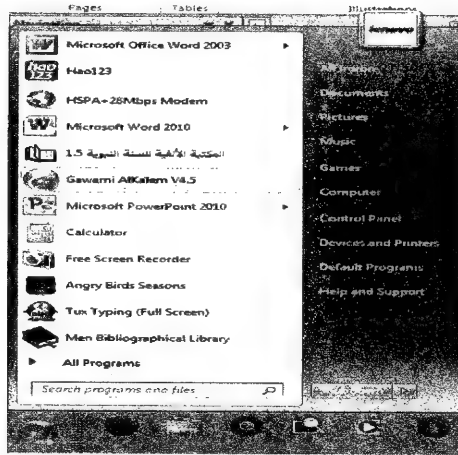 Pages Tables Illustrations
Microsoft Office Word 2003
lenovo
Hao123
HSPA+28Mbps Modem
Documents
Pictures
Microsoft Word 2010
Music
المكتبة الألفية للسنة النبوية 1.5
Games
Gawami AlKalem V4.5
Computer
Microsoft PowerPoint 2010
Control Panel
Calculator
Devices and Printers
Free Screen Recorder
Default Programs
Angry Birds Seasons
Help and Support
Tux Typing (Full Screen)
Men Bibliographical Library
All Programs
Search programs and files